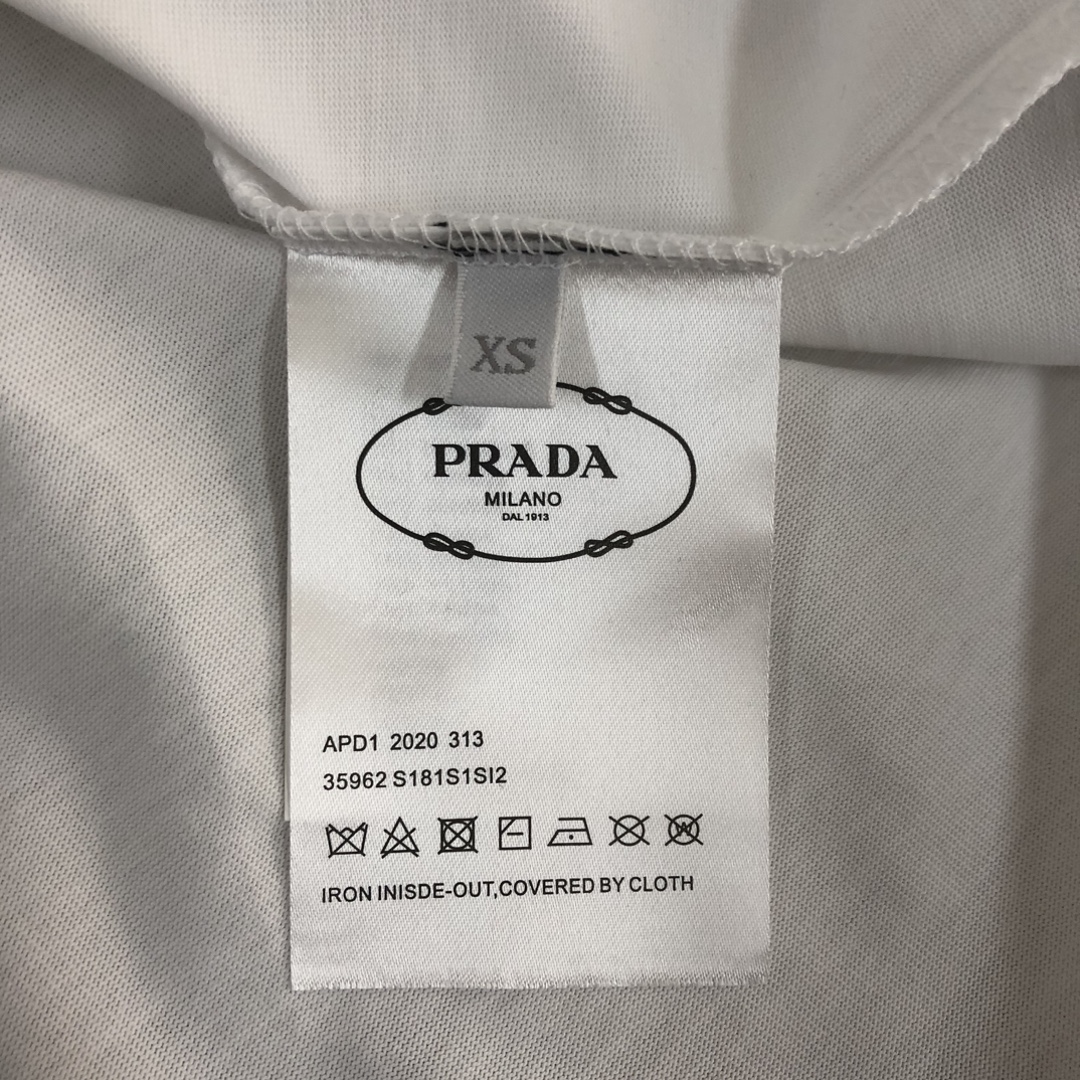 XS
PRADA
MILANO
DAL 1913
APD1 2020 313
35962 S181S1SI2
IRON INISDE-OUT,COVERED BY CLOTH